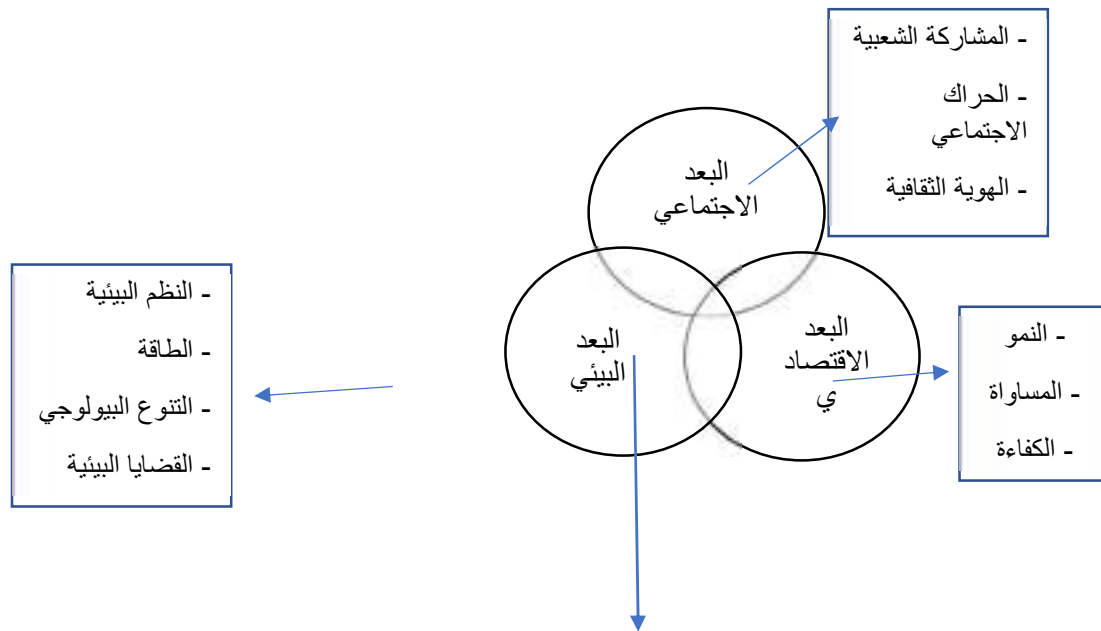 - المشاركة الشعبية
- الحراك
الاجتماعي
- الهوية الثقافية
البعد
الاجتماعي
البعد
الاقتصاد
ي
- النمو
- المساواة
- الكفاءة
البعد
البيئي
- النظم البيئية
- الطاقة
- التنوع البيولوجي
- القضايا البيئية